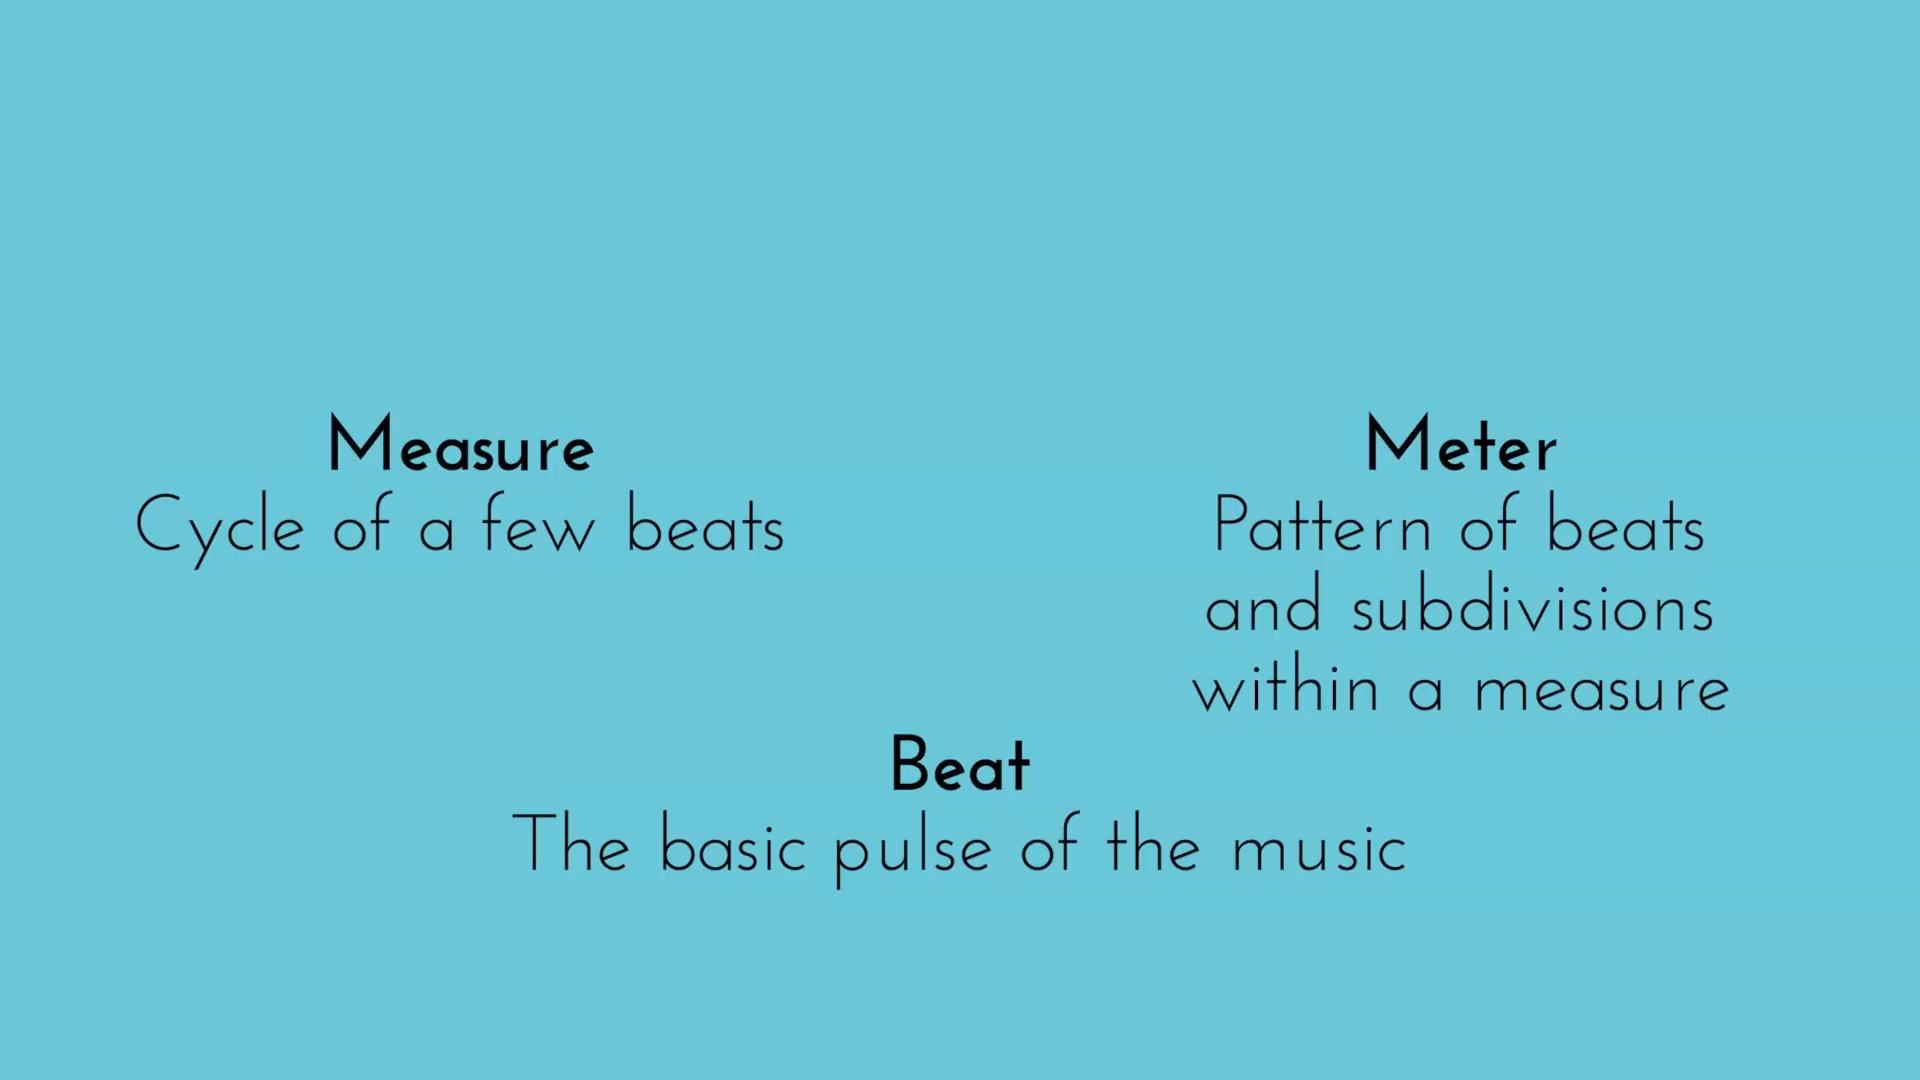 Measure
Cycle of a few beats
Meter
Pattern of beats
and subdivisions
within a measure
Beat
The basic pulse of the music